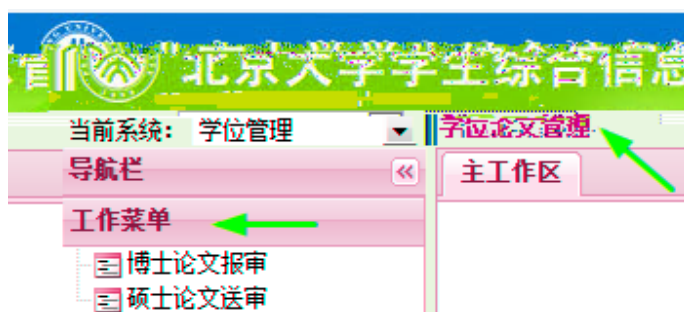 北京大学学生综合信息
当前系统： 学位管理
学位论文管理
导航栏
主工作区
工作菜单
博士论文报审
硕士论文送审